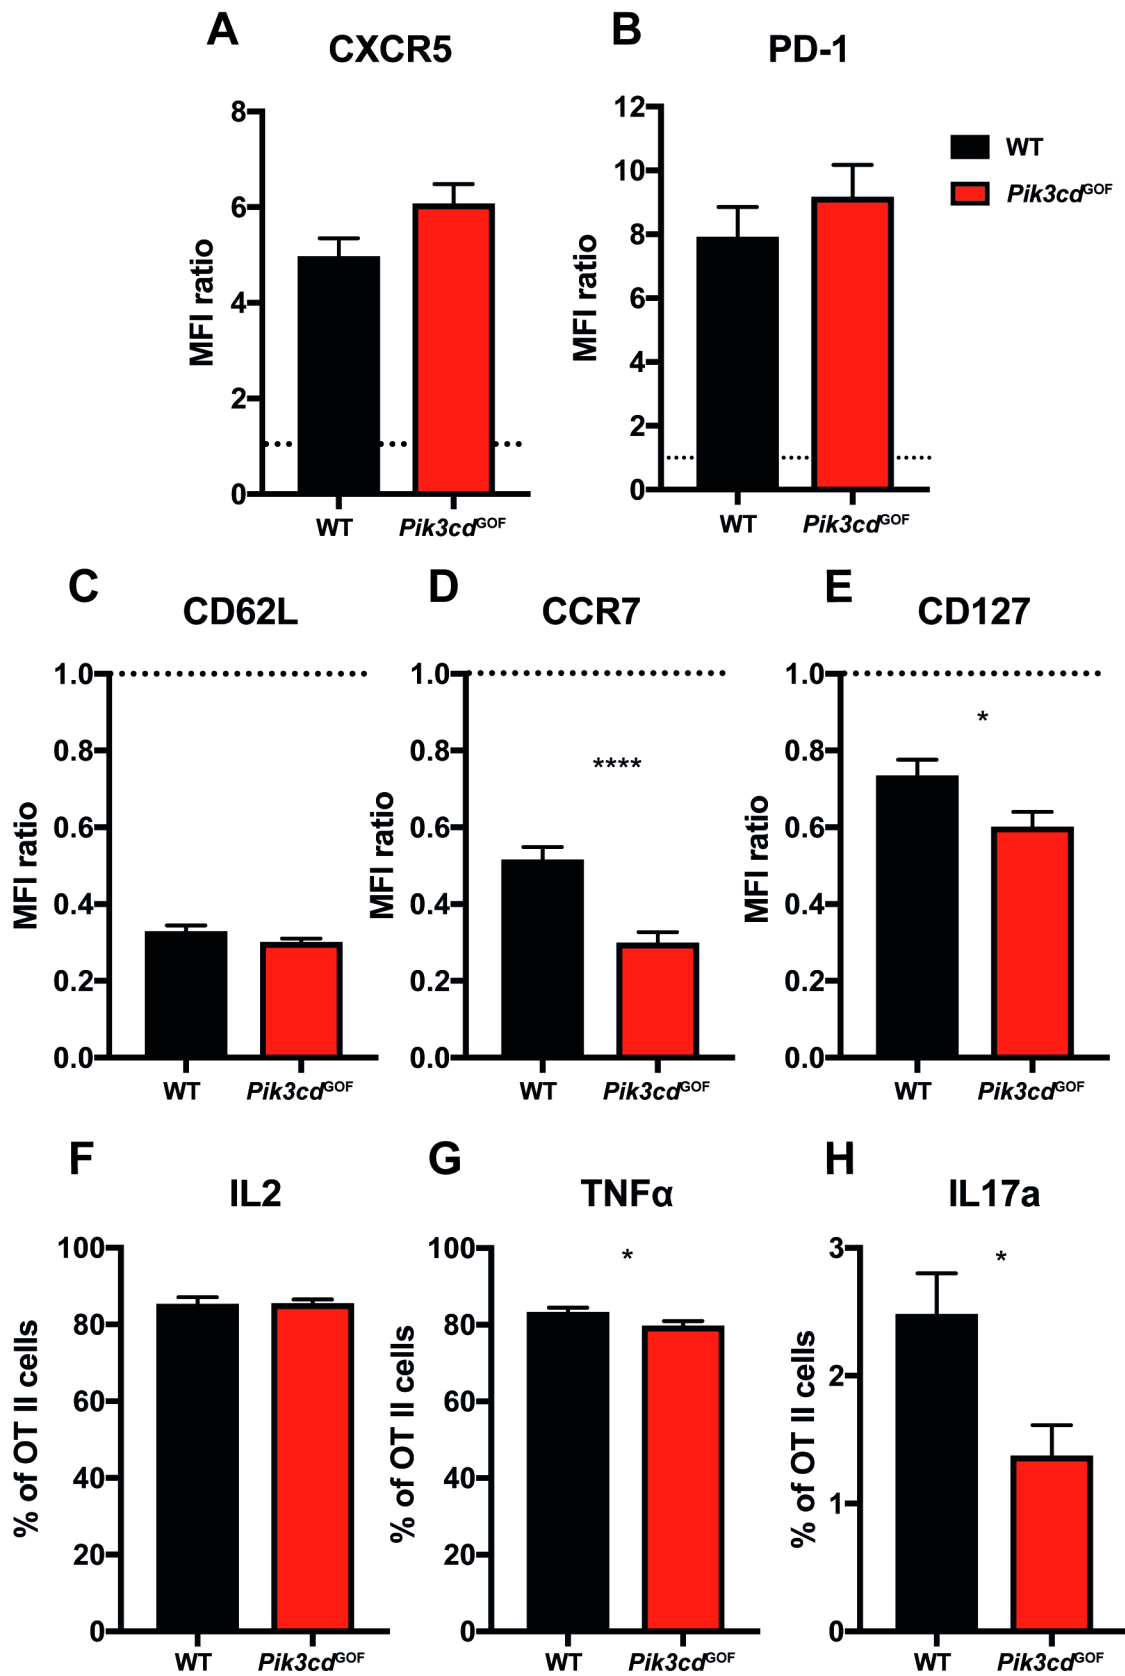 A
CXCR5
B
PD-1
MFI ratio
8
6
4
2
0
WT
Pik3cdGOF
MFI ratio
12
10
8
6
4
2
0
WT
Pik3cdGOF
WT
Pik3cdGOF
C
CD62L
MFI ratio
1.0
0.8
0.6
0.4
0.2
0.0
WT
Pik3cdGOF
D
CCR7
MFI ratio
1.0
0.8
0.6
0.4
0.2
0.0
****
WT
Pik3cdGOF
E
CD127
MFI ratio
1.0
0.8
0.6
0.4
0.2
0.0
*
WT
Pik3cdGOF
F
IL2
% of OT II cells
100
80
60
40
20
0
WT
Pik3cdGOF
G
TNFα
% of OT II cells
100
80
60
40
20
0
*
WT
Pik3cdGOF
H
IL17a
% of OT II cells
3
2
1
0
*
WT
Pik3cdGOF